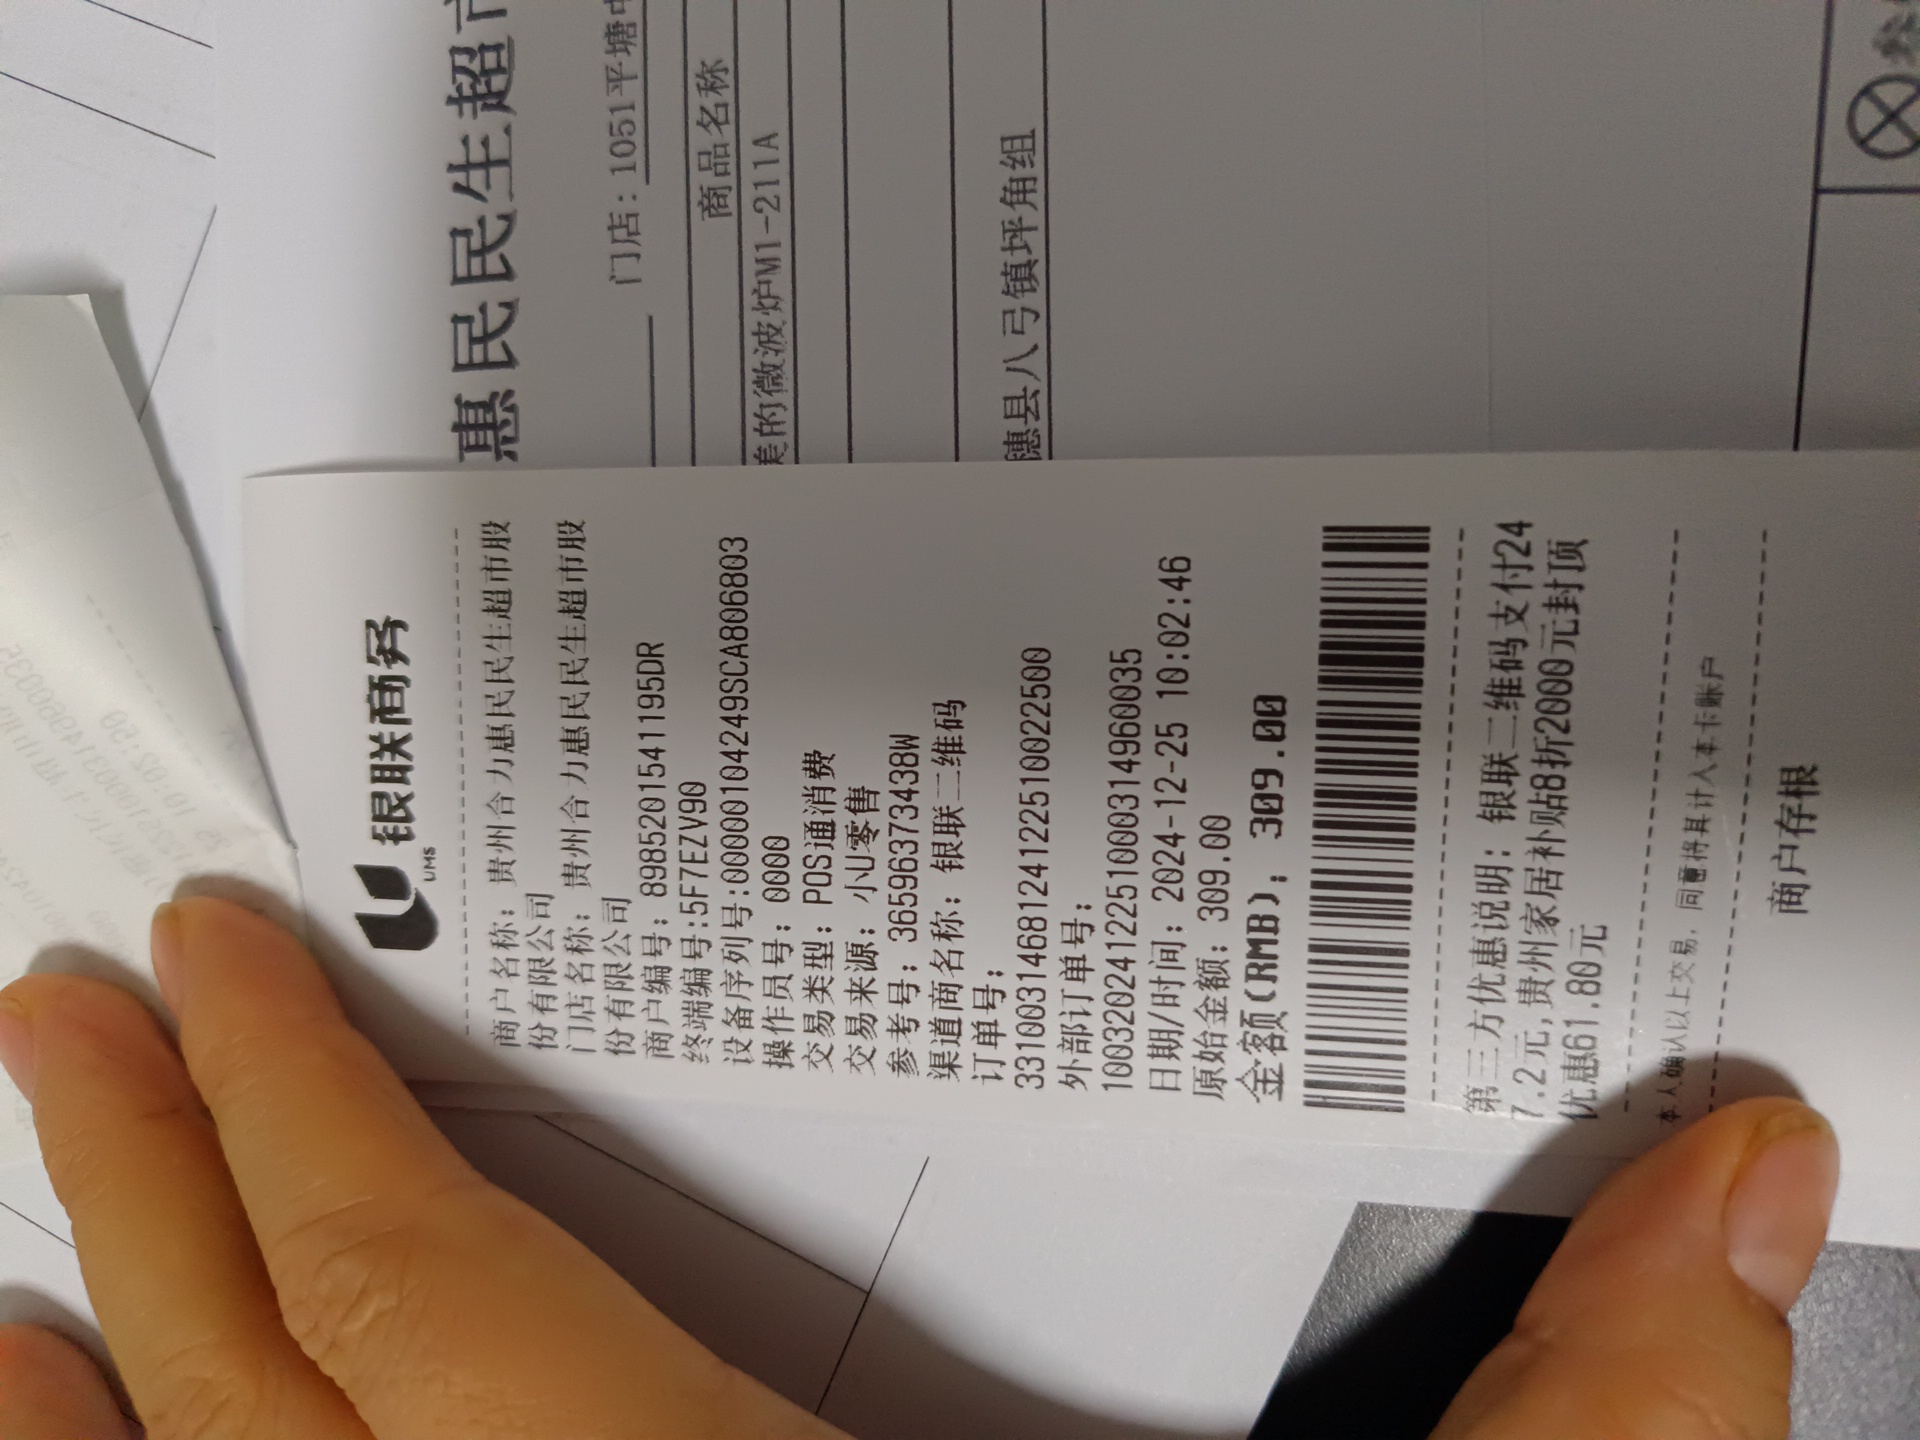 银联商务
UMS
商户名称：贵州合力惠民民生超市股
份有限公司
门店名称：贵州合力惠民民生超市股
份有限公司
商户编号：89852015411195DR
终端编号:5F7EZV90
设备序列号:00000104249SCA806803
操作员号：0000
交易类型：POS通消费
交易来源：小U零售
参考号：36596373438W
渠道商名称：银联二维码
订单号：
33100314681241225100225​00
外部订单号：
10032024122510003149600​35
日期/时间：2024-12-25 10:02:46
原始金额：309.00
金额(RMB)：309.00
第三方优惠说明：银联二维码支付24
7.2元,贵州家居补贴8折2000元封顶
优惠61.80元
本人确认以上交易，同意将其计入本卡账户
商户存根
惠民民生超市
门店：1051平塘中
商品名称
美的微波炉M1-211A
穗县八弓镇坪角组